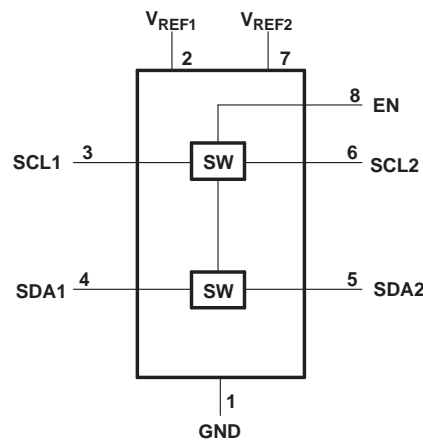 VREF1 VREF2
2 7
8 EN
SCL1 3 SW 6 SCL2
SDA1 4 SW 5 SDA2
1
GND